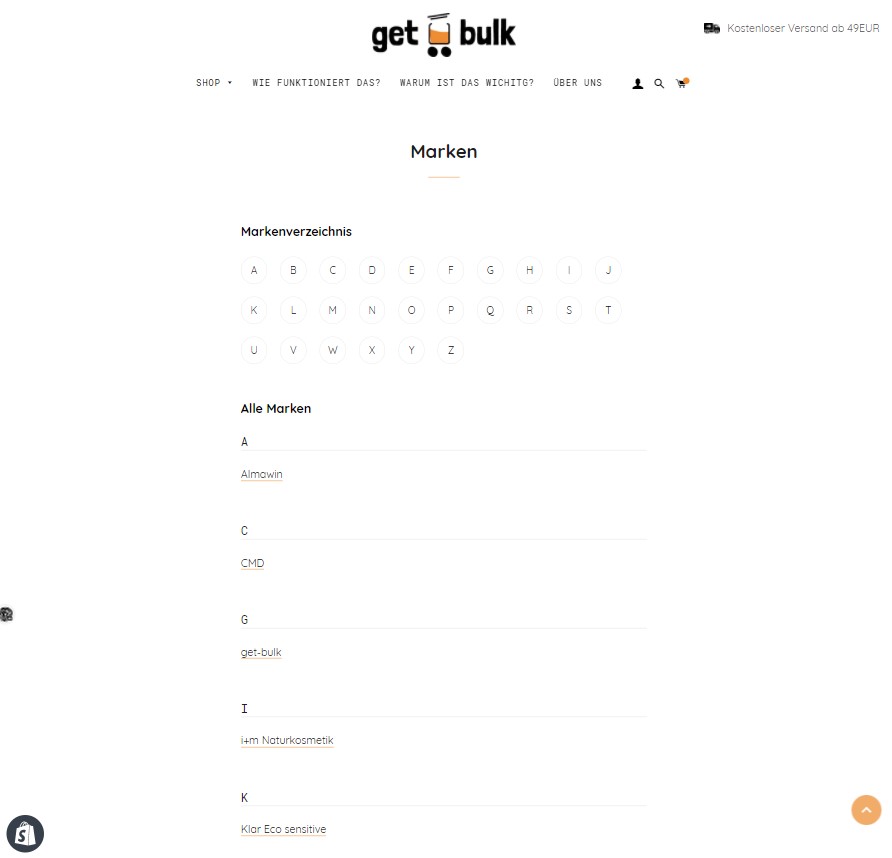 get bulk
Kostenloser Versand ab 49EUR
SHOP WIE FUNKTIONIERT DAS? WARUM IST DAS WICHITG? ÜBER UNS
Marken
Markenverzeichnis
A B C D E F G H I J
K L M N O P Q R S T
U V W X Y Z
Alle Marken
A
Almawin
C
CMD
G
get-bulk
I
i+m Naturkosmetik
K
Klar Eco sensitive